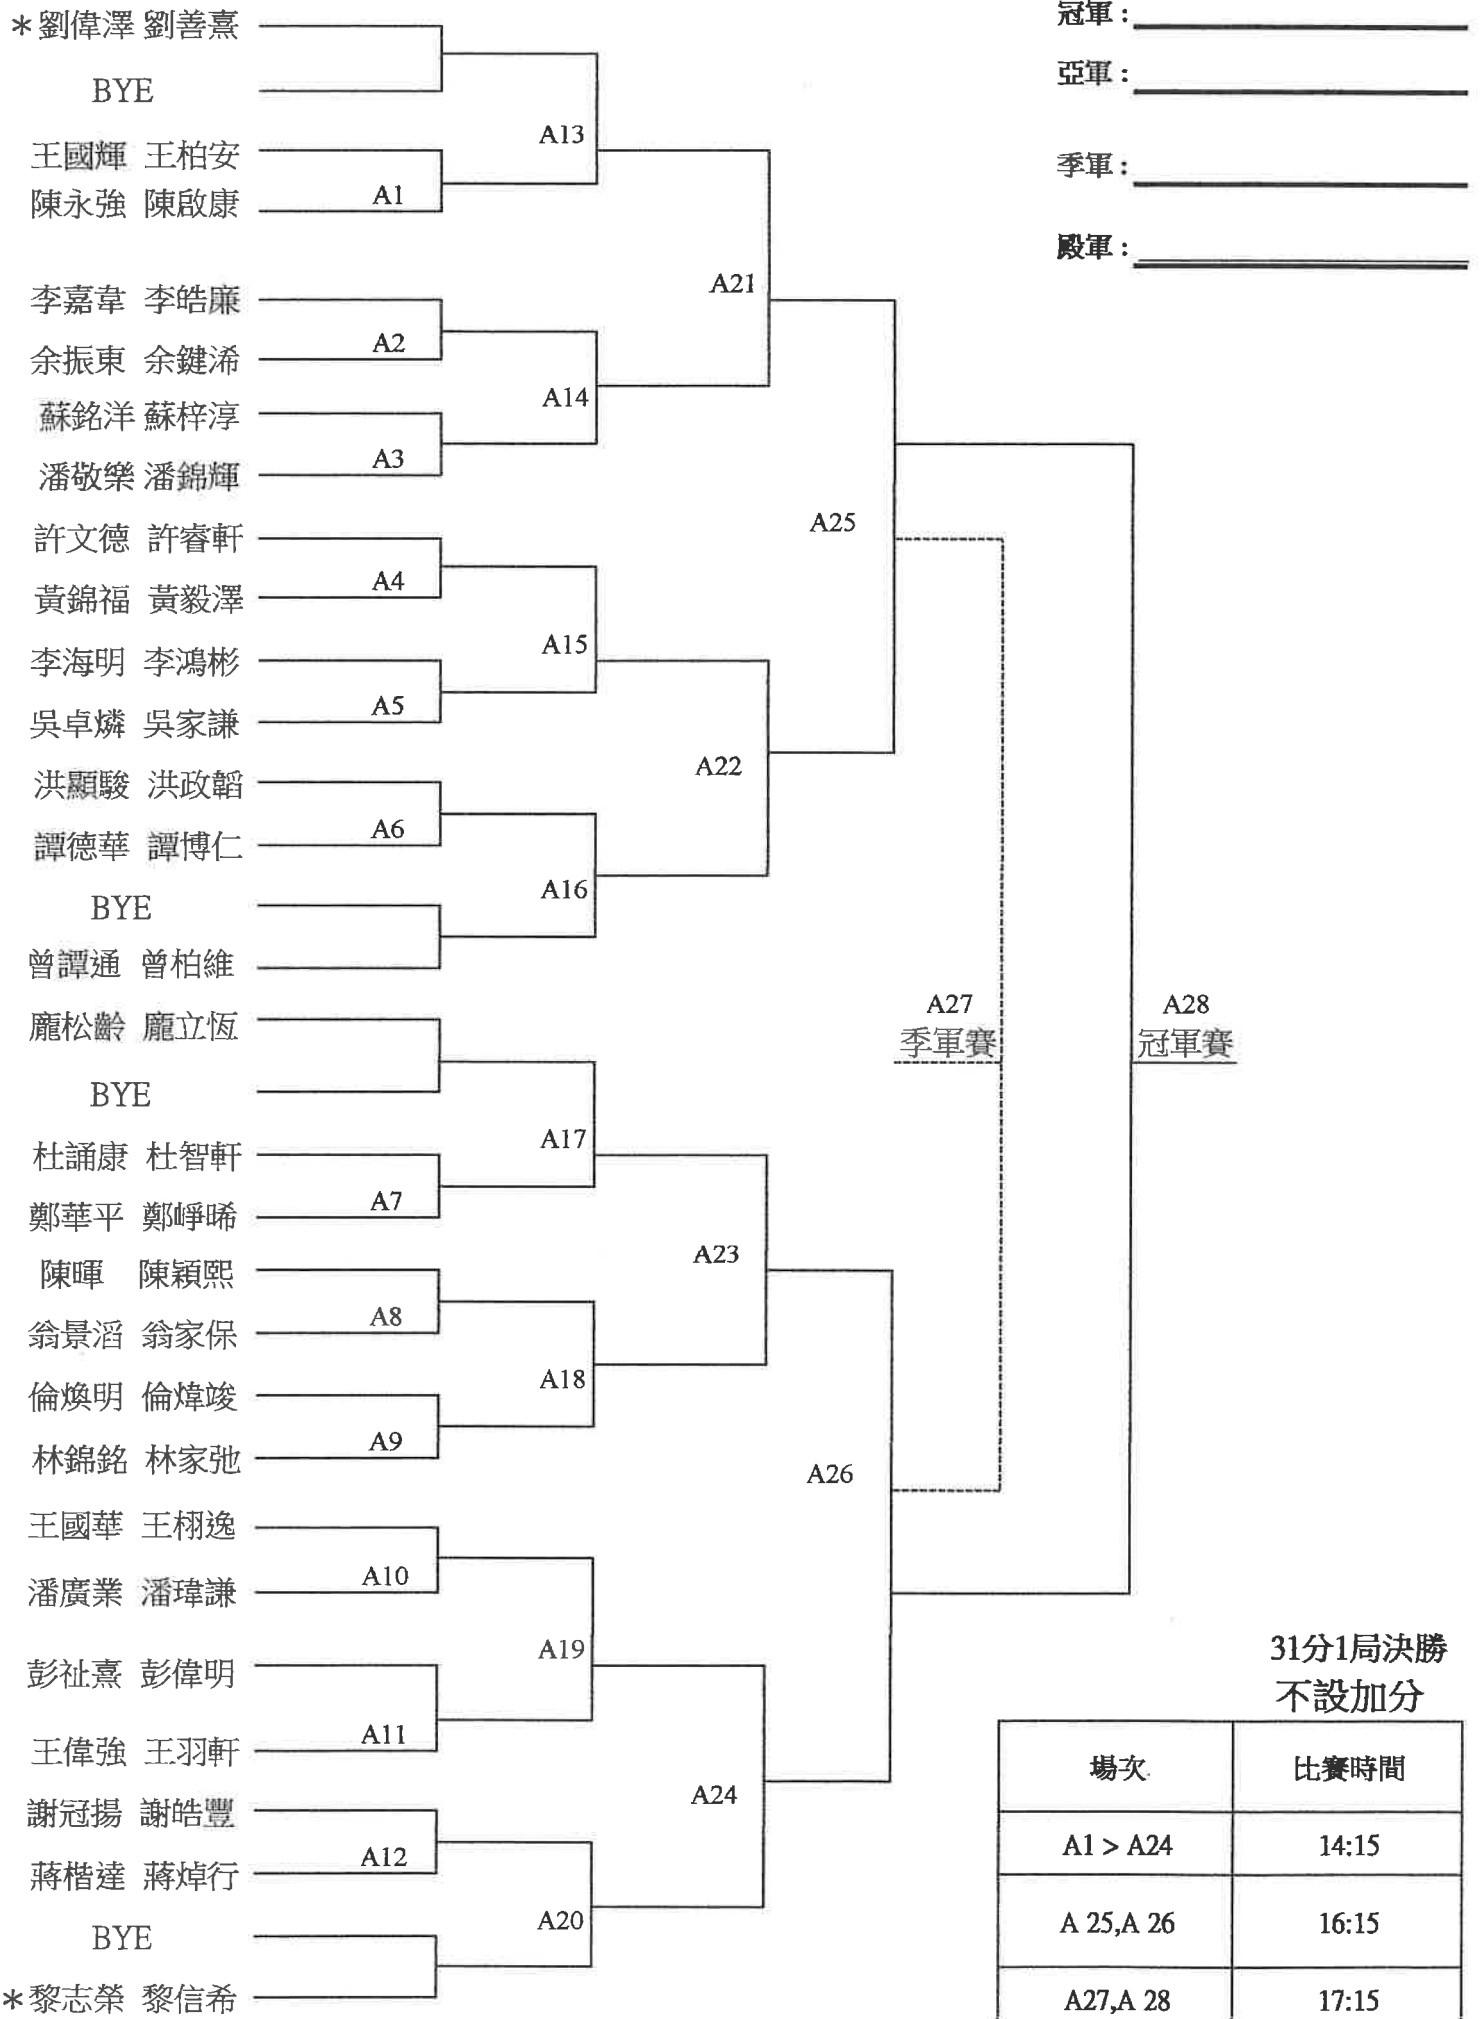 *劉偉澤 劉善熹
BYE
王國輝 王柏安
陳永強 陳啟康
李嘉韋 李皓廉
余振東 余鍵浠
蘇銘洋 蘇梓淳
潘敬樂 潘錦輝
許文德 許睿軒
黃錦福 黃毅澤
李海明 李鴻彬
吳卓燐 吳家謙
洪顯駿 洪政韜
譚德華 譚博仁
BYE
曾譚通 曾柏維
龐松齡 龐立恆
BYE
杜誦康 杜智軒
鄭華平 鄭崢晞
陳暉 陳穎熙
翁景滔 翁家保
倫煥明 倫煒竣
林錦銘 林家弛
王國華 王栩逸
潘廣業 潘瑋謙
彭祉熹 彭偉明
王偉強 王羽軒
謝冠揚 謝皓豐
蔣楷達 蔣焯行
BYE
*黎志榮 黎信希
A1
A2
A3
A4
A5
A6
A7
A8
A9
A10
A11
A12
A13
A14
A15
A16
A17
A18
A19
A20
A21
A22
A23
A24
A25
A26
A27
季軍賽
A28
冠軍賽
冠軍：
亞軍：
季軍：
殿軍：
31分1局決勝
不設加分
場次 比賽時間
A1 > A24 14:15
A 25,A 26 16:15
A27,A 28 17:15